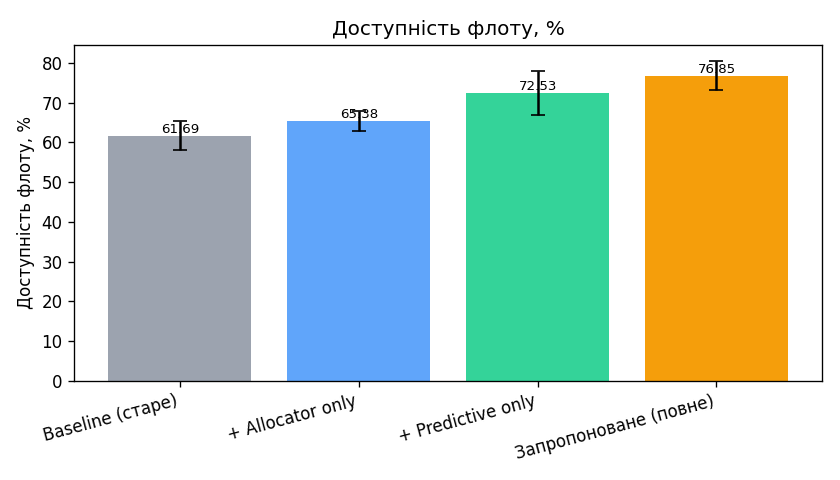 Доступність флоту, %
Доступність флоту, %
80
70
60
50
40
30
20
10
0
61.69
65.38
72.53
76.85
Baseline (старе)
+ Allocator only
+ Predictive only
Запропоноване (повне)